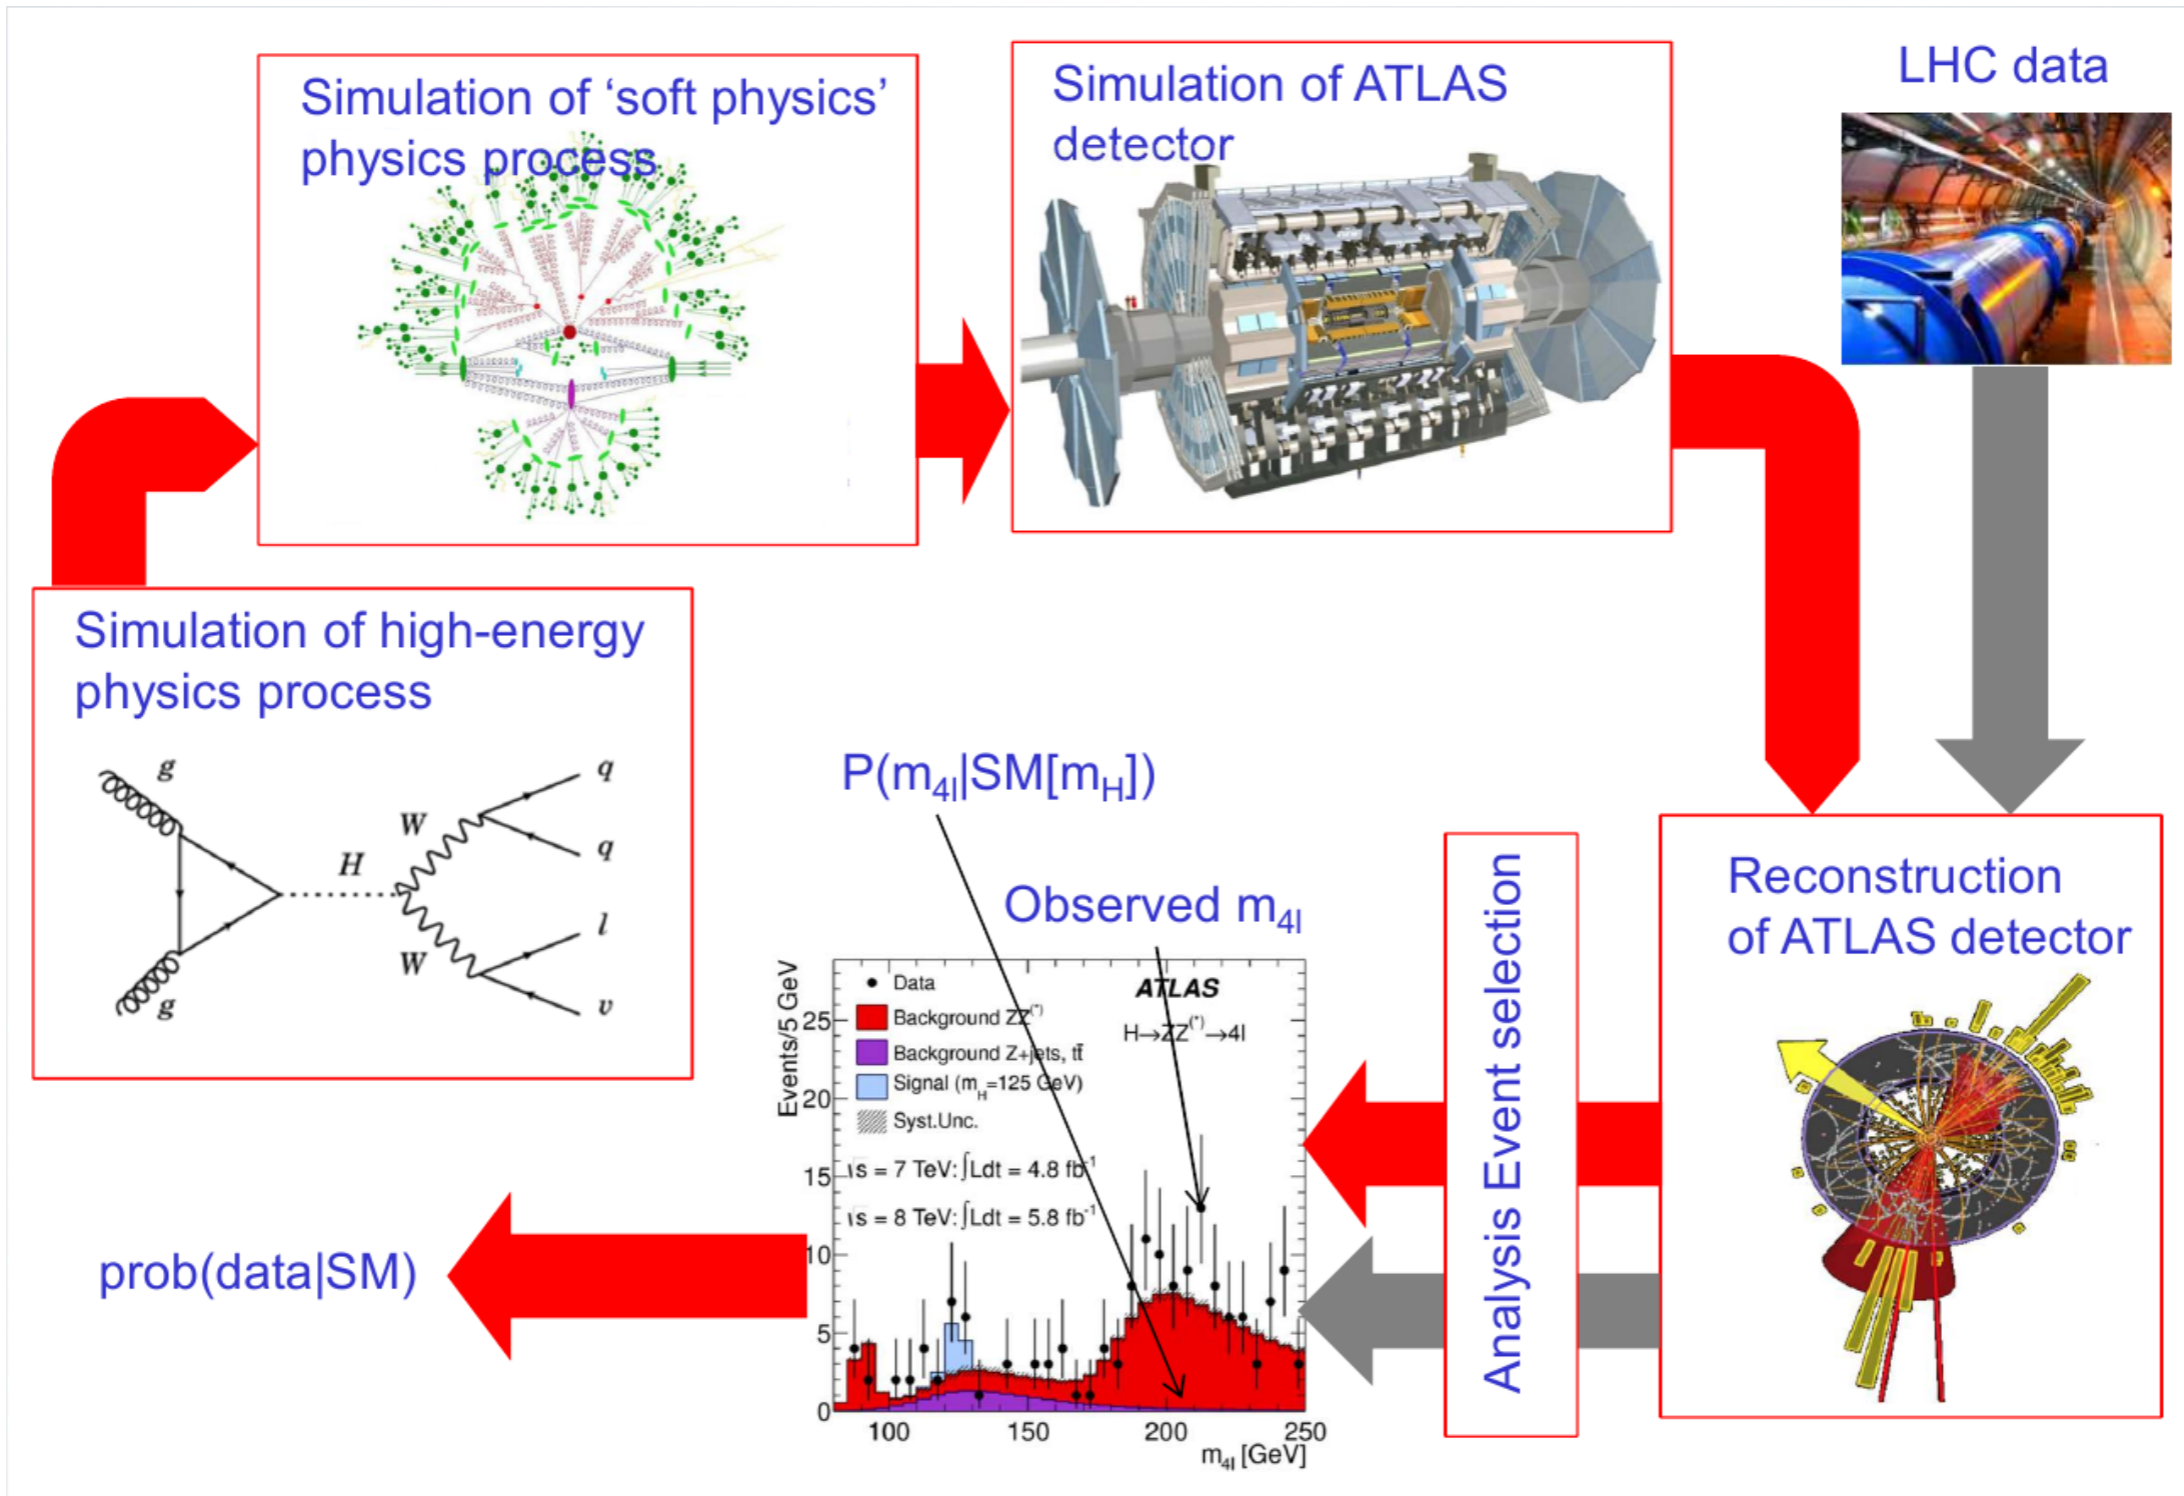 Simulation of ‘soft physics’
physics process
Simulation of ATLAS
detector
LHC data
Simulation of high-energy
physics process
g
g
H
W
W
q
q
l
ν
P(m4l|SM[mH])
Observed m4l
Analysis Event selection
Reconstruction
of ATLAS detector
Events/5 GeV
Data
Background ZZ(*)
Background Z+jets, tt̄
Signal (mH=125 GeV)
Syst.Unc.
√s = 7 TeV: ∫Ldt = 4.8 fb-1
√s = 8 TeV: ∫Ldt = 5.8 fb-1
ATLAS
H→ZZ(*)→4l
25
20
15
10
5
0
100 150 200 250
m4l [GeV]
prob(data|SM)